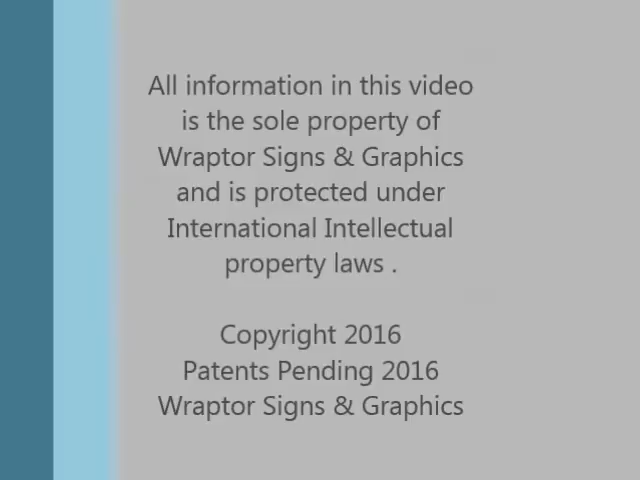 All information in this video
is the sole property of
Wraptor Signs & Graphics
and is protected under
International Intellectual
property laws .
Copyright 2016
Patents Pending 2016
Wraptor Signs & Graphics